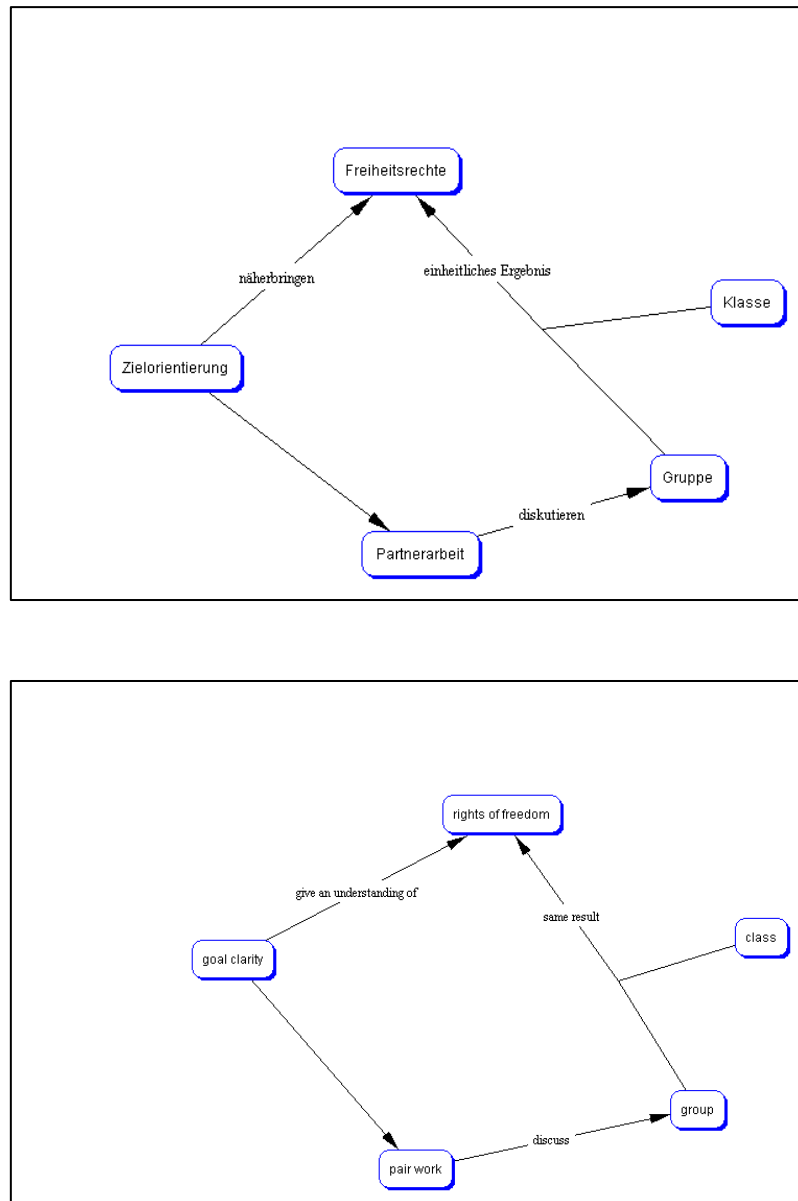 Freiheitsrechte
näherbringen
einheitliches Ergebnis
Klasse
Zielorientierung
Gruppe
diskutieren
Partnerarbeit
rights of freedom
give an understanding of
same result
class
goal clarity
group
discuss
pair work